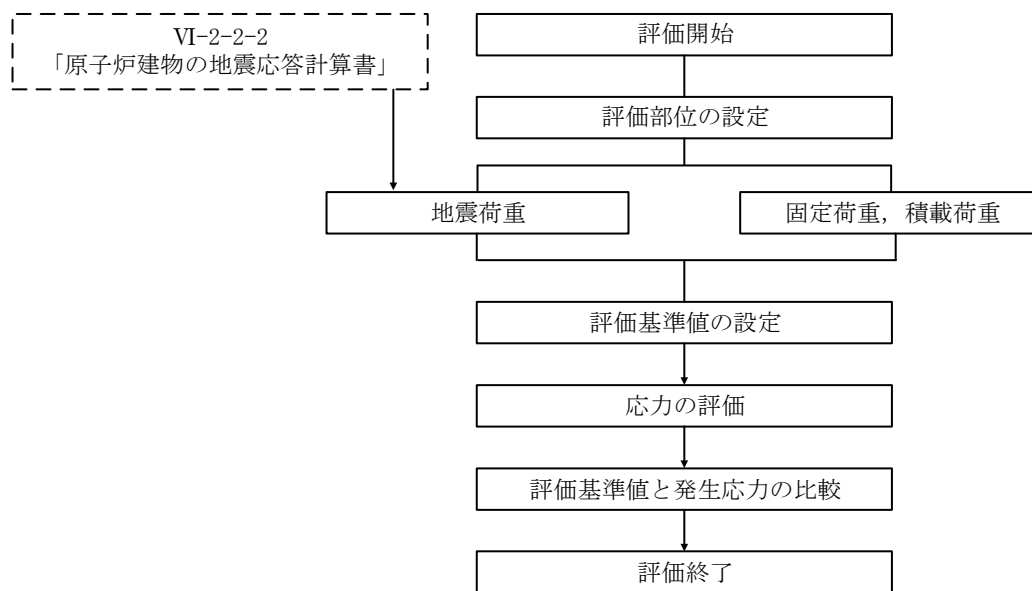 Ⅵ-2-2-2
「原子炉建物の地震応答計算書」
評価開始
評価部位の設定
地震荷重
固定荷重，積載荷重
評価基準値の設定
応力の評価
評価基準値と発生応力の比較
評価終了